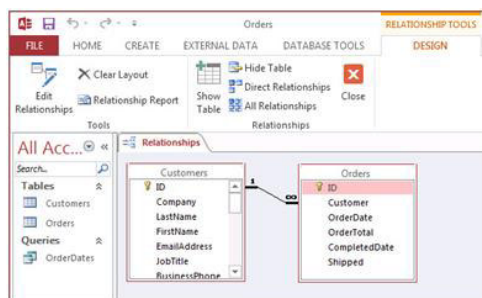 Orders
RELATIONSHIP TOOLS
FILE HOME CREATE EXTERNAL DATA DATABASE TOOLS DESIGN
Edit Relationships
Clear Layout
Relationship Report
Tools
Show Table
Hide Table
Direct Relationships
All Relationships
Close
Relationships
All Acc...
Search...
Tables
Customers
Orders
Queries
OrderDates
Relationships
Customers
ID
Company
LastName
FirstName
EmailAddress
JobTitle
BusinessPhone
1
∞
Orders
ID
Customer
OrderDate
OrderTotal
CompletedDate
Shipped